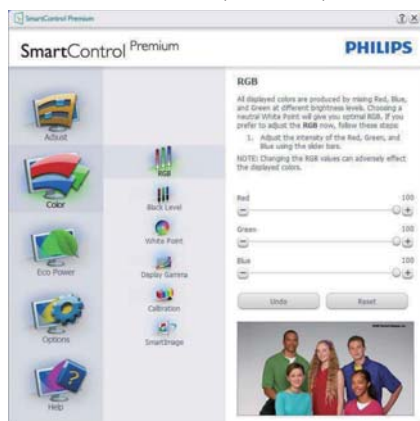 SmartControl Premium
SmartControl Premium
PHILIPS
Adjust
Color
Eco Power
Options
Help
RGB
Black Level
White Point
Display Gamma
Calibration
SmartImage
RGB
All displayed colors are produced by mixing Red, Blue,
and Green at different brightness levels. Choosing a
neutral White Point will give you optimal RGB. If you
prefer to adjust the RGB now, follow these steps:
1. Adjust the intensity of the Red, Green, and
Blue using the slider bars.
NOTE: Changing the RGB values can adversely effect
the displayed colors.
Red 100
Green 100
Blue 100
Undo Reset